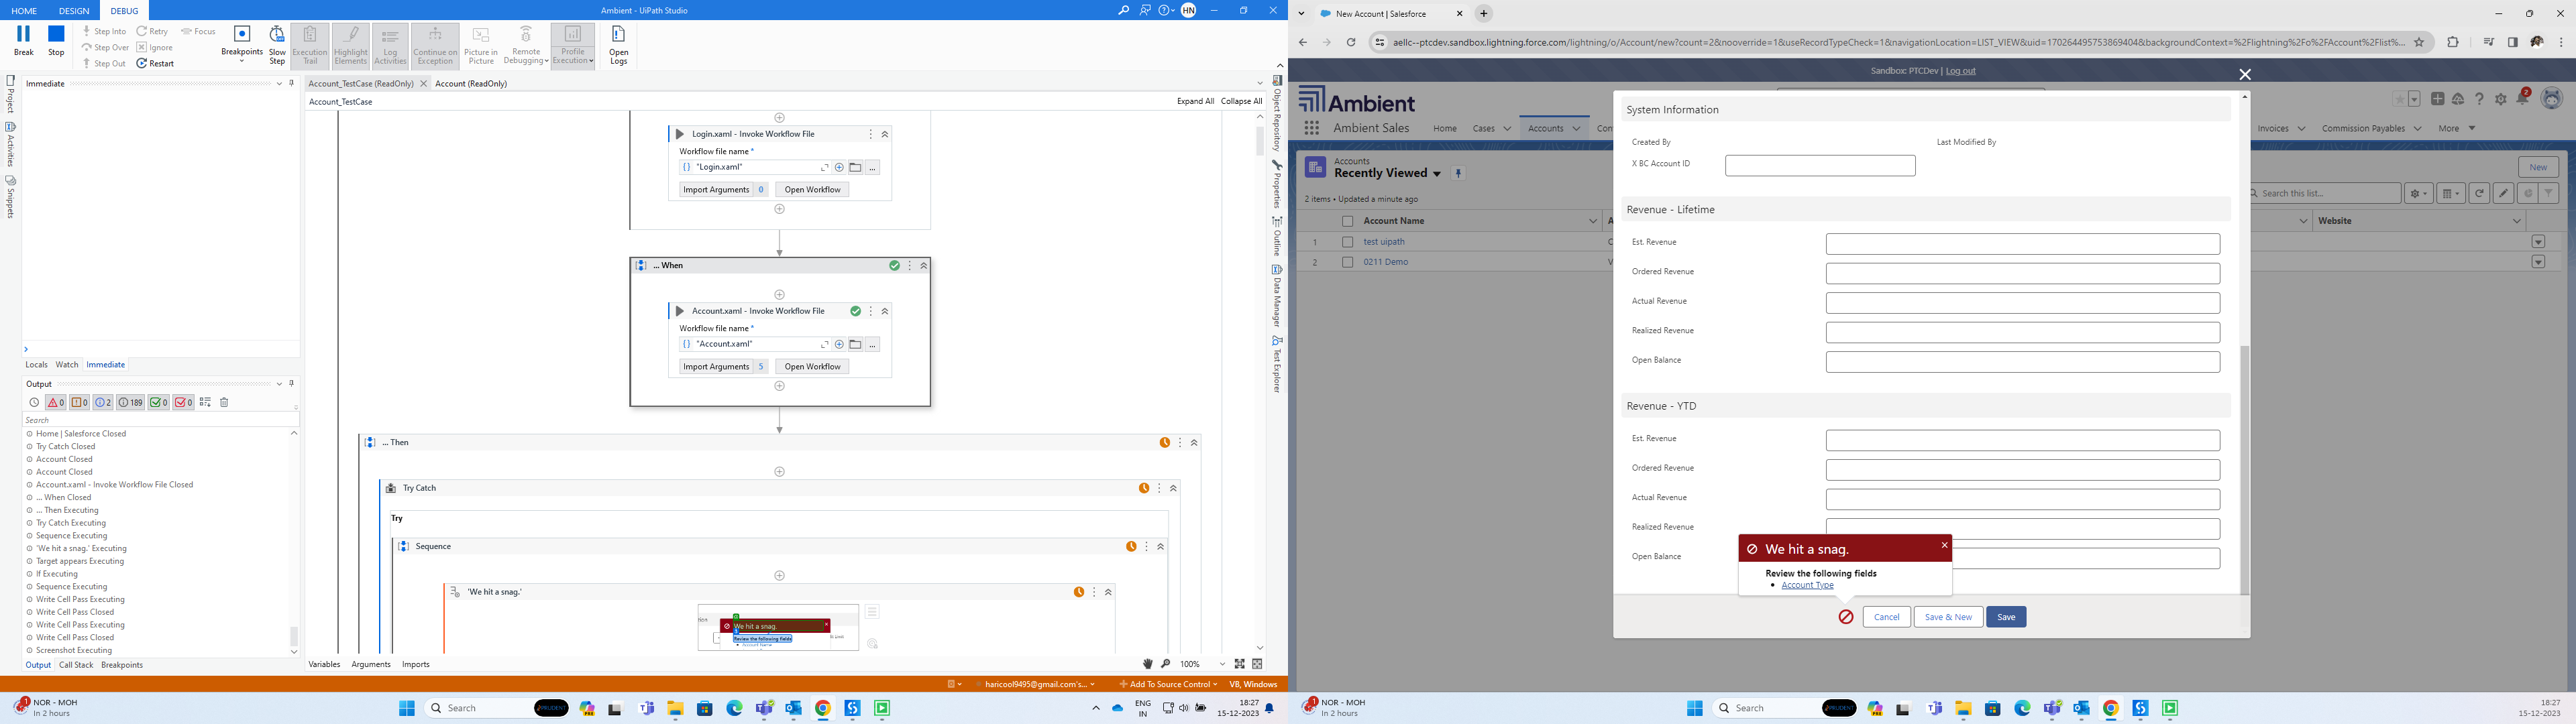 HOME DESIGN DEBUG
Ambient - UiPath Studio
HN
Break
Stop
Step Into
Step Over
Step Out
Retry
Ignore
Restart
Focus
Breakpoints
Slow Step
Execution Trail
Highlight Elements
Log Activities
Continue on Exception
Picture in Picture
Remote Debugging
Profile Execution
Open Logs
Project
Activities
Snippets
Immediate
Locals Watch Immediate
Output
0 0 2 189 0 0
Search
Home | Salesforce Closed
Try Catch Closed
Account Closed
Account Closed
Account.xaml - Invoke Workflow File Closed
... When Closed
... Then Executing
Try Catch Executing
Sequence Executing
'We hit a snag.' Executing
Target appears Executing
If Executing
Sequence Executing
Write Cell Pass Executing
Write Cell Pass Closed
Write Cell Pass Executing
Write Cell Pass Closed
Screenshot Executing
Output Call Stack Breakpoints
Account_TestCase (ReadOnly) Account (ReadOnly)
Account_TestCase
Expand All Collapse All
Login.xaml - Invoke Workflow File
Workflow file name *
"Login.xaml"
Import Arguments 0 Open Workflow
... When
Account.xaml - Invoke Workflow File
Workflow file name *
"Account.xaml"
Import Arguments 5 Open Workflow
... Then
Try Catch
Try
Sequence
'We hit a snag.'
We hit a snag.
Review the following fields
Account Name
Variables Arguments Imports
100%
Object Repository
Properties
Outline
Data Manager
Test Explorer
haricool9495@gmail.com's...
Add To Source Control
VB, Windows
NOR - MOH
In 2 hours
Search
ENG
IN
18:27
15-12-2023
New Account | Salesforce
aellc--ptcdev.sandbox.lightning.force.com/lightning/o/Account/new?count=2&nooverride=1&useRecordTypeCheck=1&navigationLocation=LIST_VIEW&uid=170264495753869404&backgroundContext=%2Flightning%2Fo%2FAccount%2Flist%...
Sandbox: PTCDev | Log out
Ambient
Ambient Sales
Home Cases Accounts
Invoices Commission Payables More
2
Accounts
Recently Viewed
2 items • Updated a minute ago
New
Search this list...
Account Name
Website
1 test uipath
2 0211 Demo
System Information
Created By
Last Modified By
X BC Account ID
Revenue - Lifetime
Est. Revenue
Ordered Revenue
Actual Revenue
Realized Revenue
Open Balance
Revenue - YTD
Est. Revenue
Ordered Revenue
Actual Revenue
Realized Revenue
Open Balance
We hit a snag.
Review the following fields
• Account Type
Cancel Save & New Save
NOR - MOH
In 2 hours
Search
18:27
15-12-2023